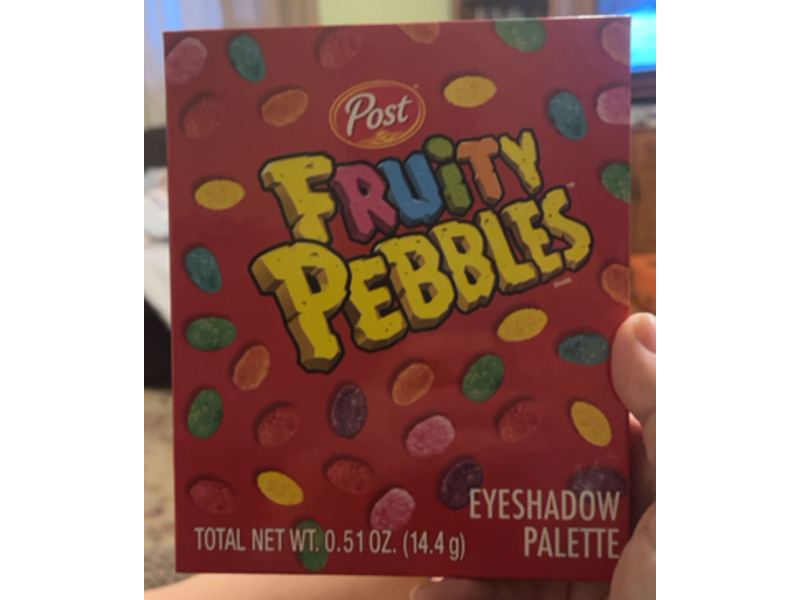 Post
FRUITY
PEBBLES
EYESHADOW
PALETTE
TOTAL NET WT. 0.51 OZ. (14.4 g)